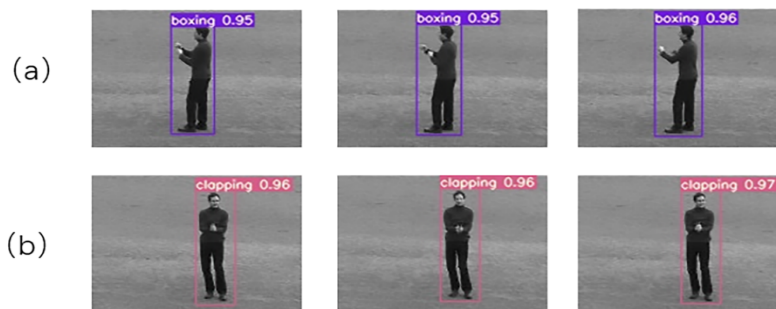 boxing 0.95
boxing 0.95
boxing 0.96
(a)
clapping 0.96
clapping 0.96
clapping 0.97
(b)